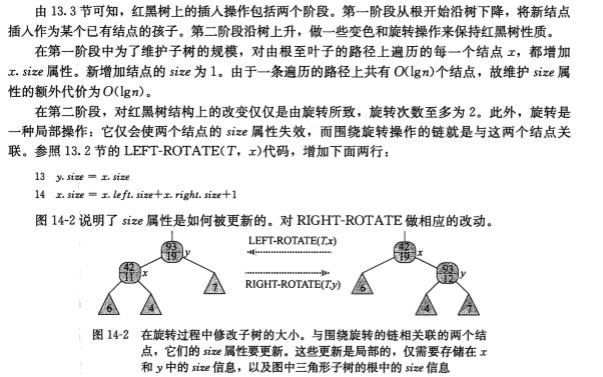 由 13.3 节可知，红黑树上的插入操作包括两个阶段。第一阶段从根开始沿树下降，将新结点
插入作为某个已有结点的孩子。第二阶段沿树上升，做一些变色和旋转操作来保持红黑树性质。
在第一阶段中为了维护子树的规模，对由根至叶子的路径上遍历的每一个结点 x，都增加
x. size 属性。新增加结点的 size 为 1。由于一条遍历的路径上共有 O(lgn)个结点，故维护 size 属
性的额外代价为O(lgn)。
在第二阶段，对红黑树结构上的改变仅仅是由旋转所致，旋转次数至多为 2。此外，旋转是
一种局部操作：它仅会使两个结点的 size 属性失效，而围绕旋转操作的链就是与这两个结点关
联。参照 13.2 节的 LEFT-ROTATE(T，x)代码，增加下面两行：
13 y. size = x. size
14 x. size = x. left. size+x. right. size+1
图 14-2 说明了 size 属性是如何被更新的。对 RIGHT-ROTATE 做相应的改动。
93
19
y
42
11
x
6
4
7
LEFT-ROTATE(T,x)
RIGHT-ROTATE(T,y)
42
19
x
93
12
y
6
4
7
图 14-2 在旋转过程中修改子树的大小。与围绕旋转的链相关联的两个结
点，它们的 size 属性要更新。这些更新是局部的，仅需要存储在 x
和 y 中的 size 信息，以及图中三角形子树的根中的 size 信息